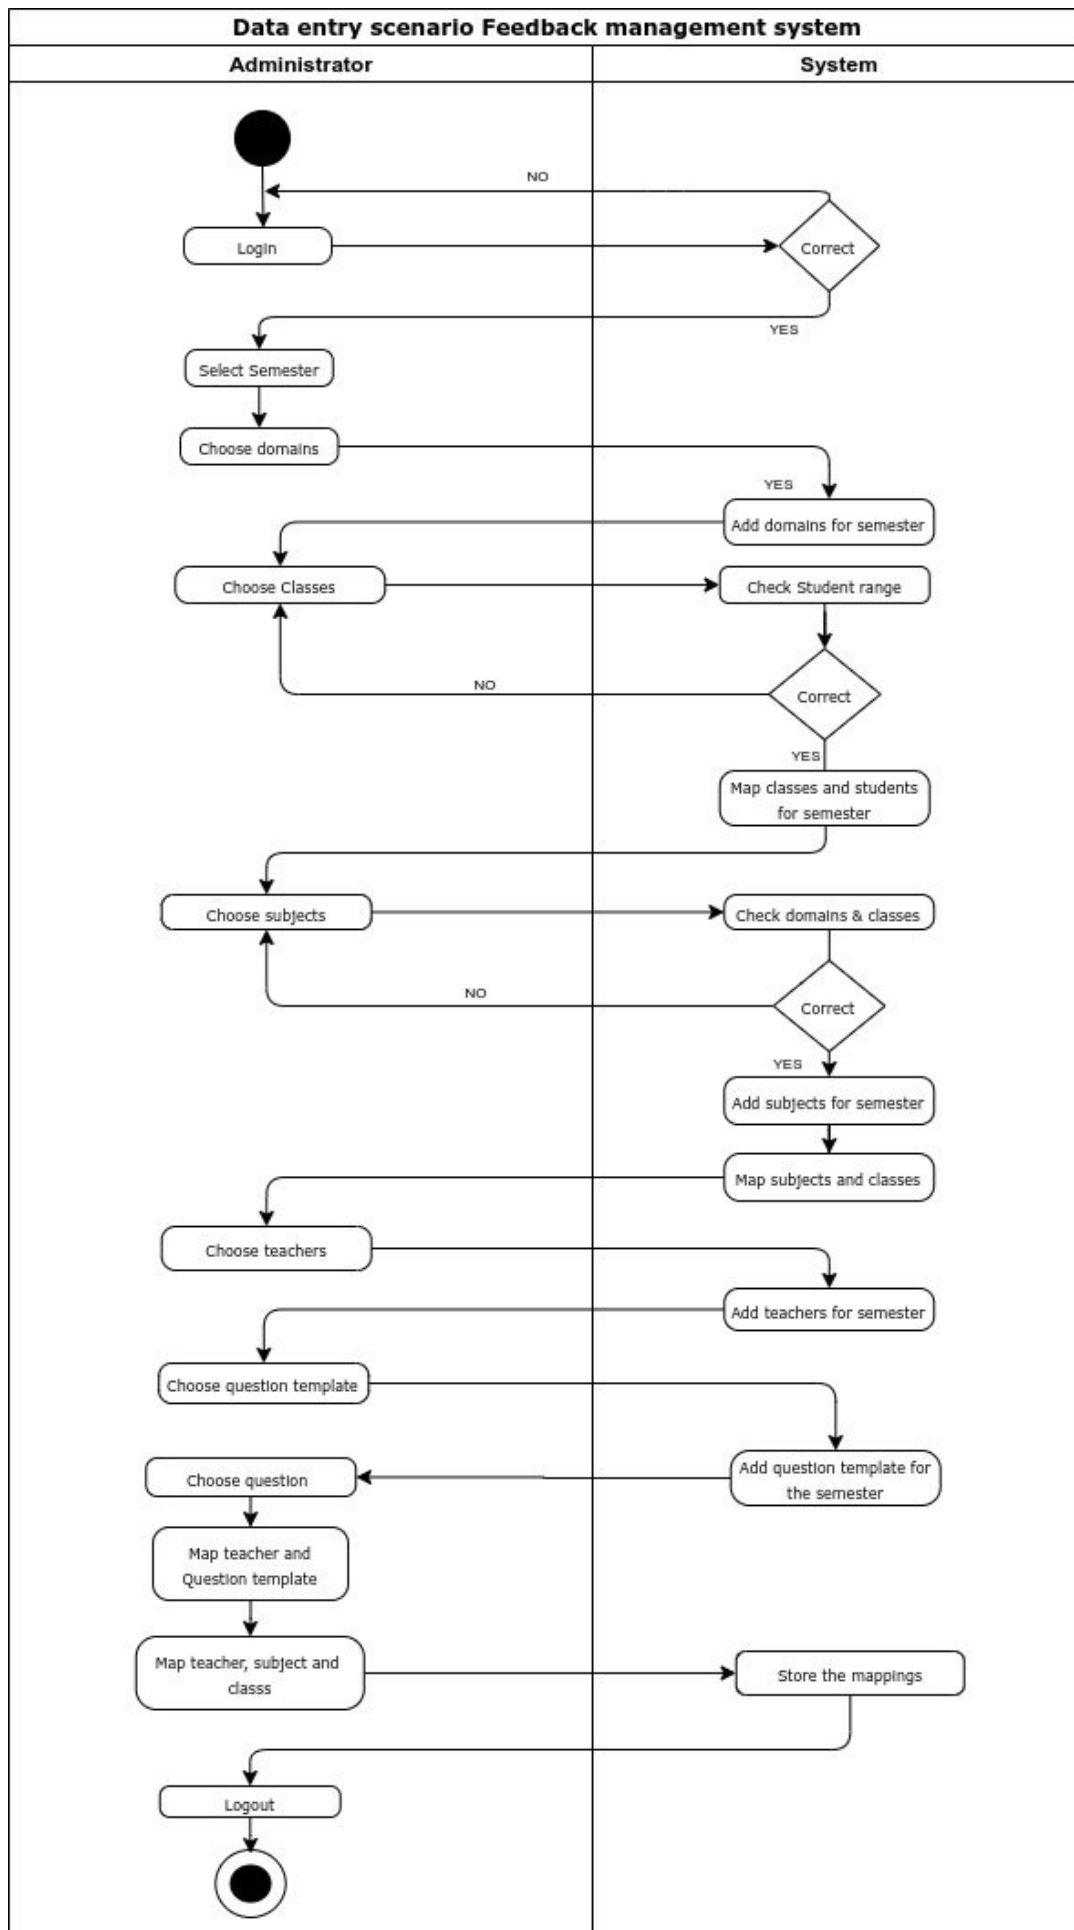 Data entry scenario Feedback management system
Administrator
System
NO
Login
Correct
YES
Select Semester
Choose domains
YES
Add domains for semester
Choose Classes
Check Student range
NO
Correct
YES
Map classes and students
for semester
Choose subjects
Check domains & classes
NO
Correct
YES
Add subjects for semester
Map subjects and classes
Choose teachers
Add teachers for semester
Choose question template
Add question template for
the semester
Choose question
Map teacher and
Question template
Map teacher, subject and
classs
Store the mappings
Logout